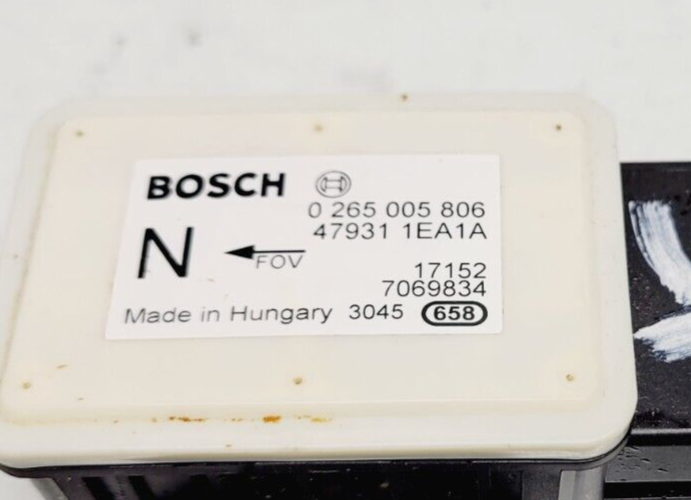 BOSCH
0 265 005 806
47931 1EA1A
N
FOV
17152
7069834
Made in Hungary 3045 658